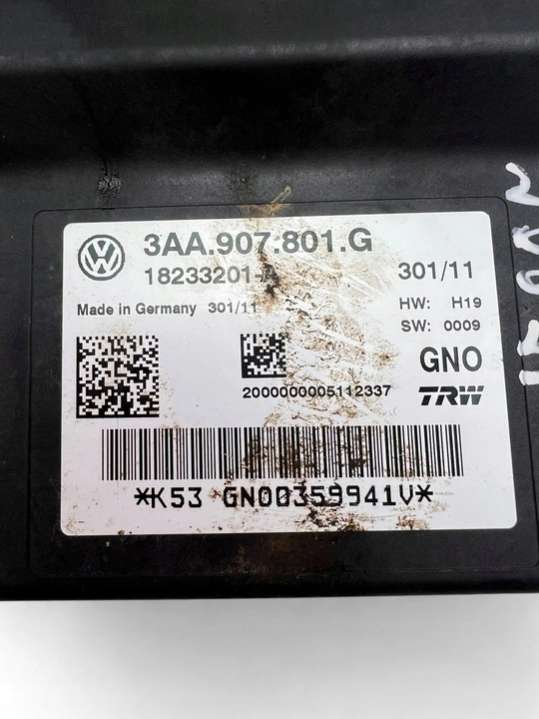 3AA.907.801.G
18233201-A
301/11
Made in Germany 301/11
HW: H19
SW: 0009
GNO
2000000005112337
TRW
*K53 GN00359941V*